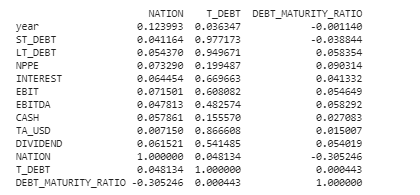 NATION T_DEBT DEBT_MATURITY_RATIO
year 0.123993 0.036347 -0.001140
ST_DEBT 0.041164 0.977173 -0.038844
LT_DEBT 0.054370 0.949671 0.058354
NPPE 0.073290 0.199487 0.090314
INTEREST 0.064454 0.669663 0.041332
EBIT 0.071501 0.608082 0.054649
EBITDA 0.047813 0.482574 0.058292
CASH 0.057861 0.155570 0.027083
TA_USD 0.007150 0.866608 0.015007
DIVIDEND 0.061521 0.541485 0.054019
NATION 1.000000 0.048134 -0.305246
T_DEBT 0.048134 1.000000 0.000443
DEBT_MATURITY_RATIO -0.305246 0.000443 1.000000